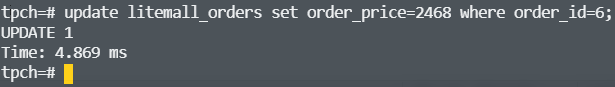 tpch=# update litemall_orders set order_price=2468 where order_id=6;
UPDATE 1
Time: 4.869 ms
tpch=#